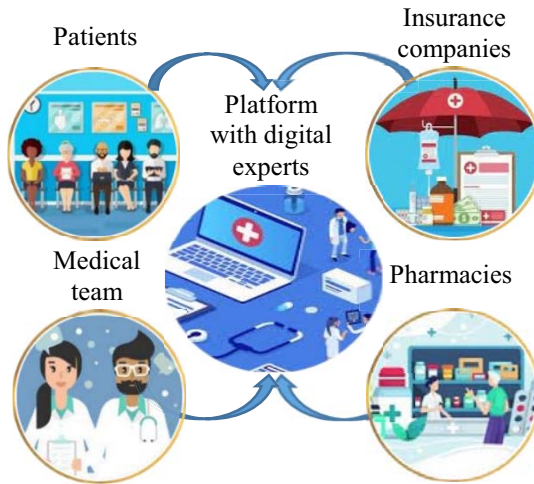 Patients
Insurance
companies
Platform
with digital
experts
Medical
team
Pharmacies